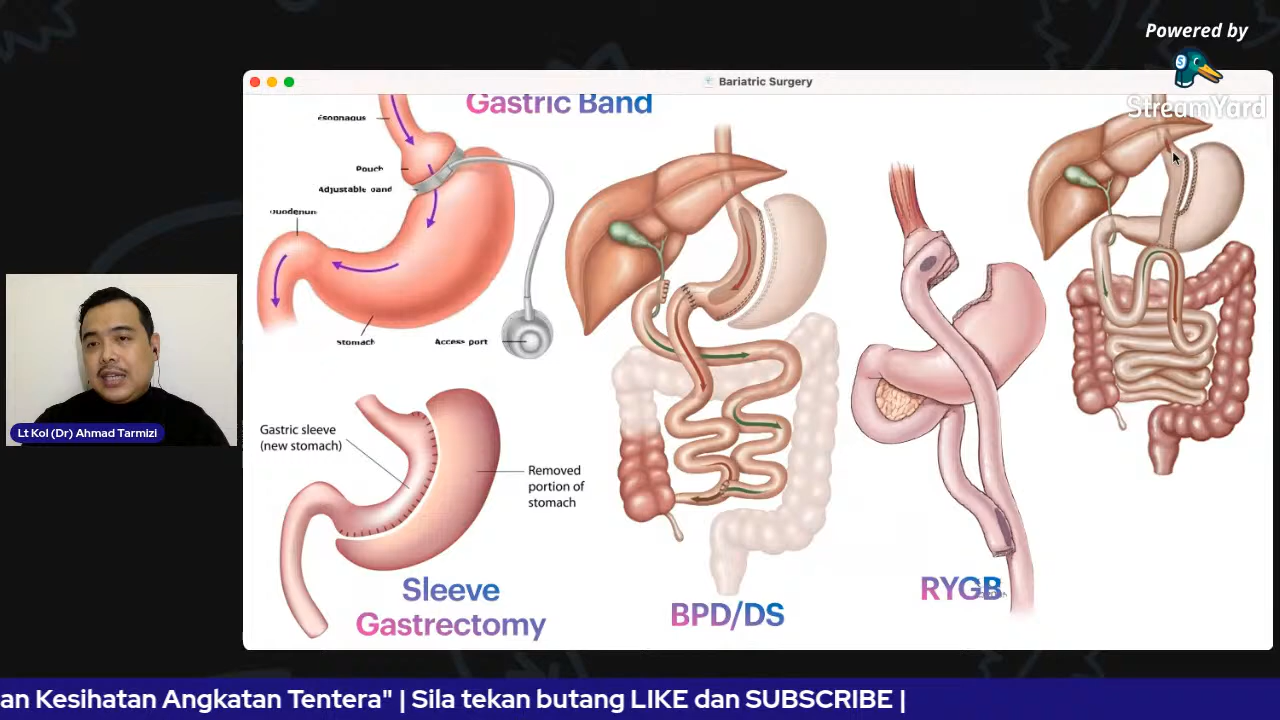 Powered by
StreamYard
Bariatric Surgery
Gastric Band
Pouch
Adjustable band
Stomach
Access port
Gastric sleeve
(new stomach)
Removed
portion of
stomach
Sleeve
Gastrectomy
BPD/DS
RYGB
Lt Kol (Dr) Ahmad Tarmizi
an Kesihatan Angkatan Tentera" | Sila tekan butang LIKE dan SUBSCRIBE |